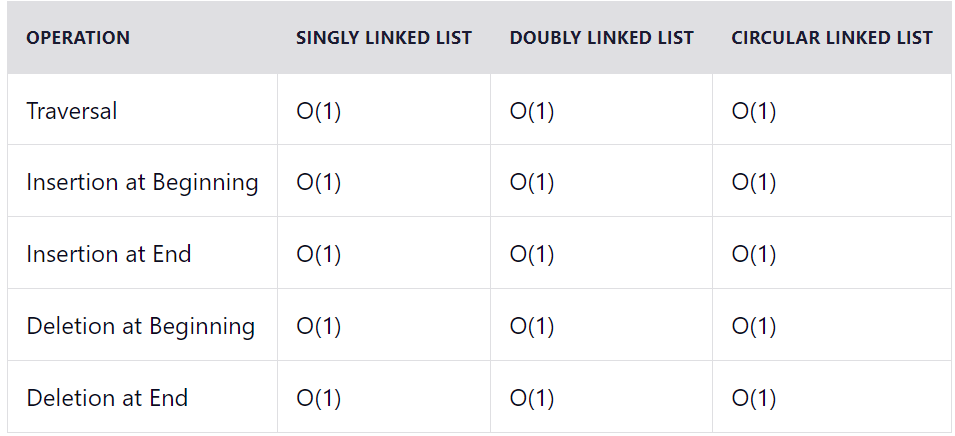 OPERATION SINGLY LINKED LIST DOUBLY LINKED LIST CIRCULAR LINKED LIST
Traversal O(1) O(1) O(1)
Insertion at Beginning O(1) O(1) O(1)
Insertion at End O(1) O(1) O(1)
Deletion at Beginning O(1) O(1) O(1)
Deletion at End O(1) O(1) O(1)